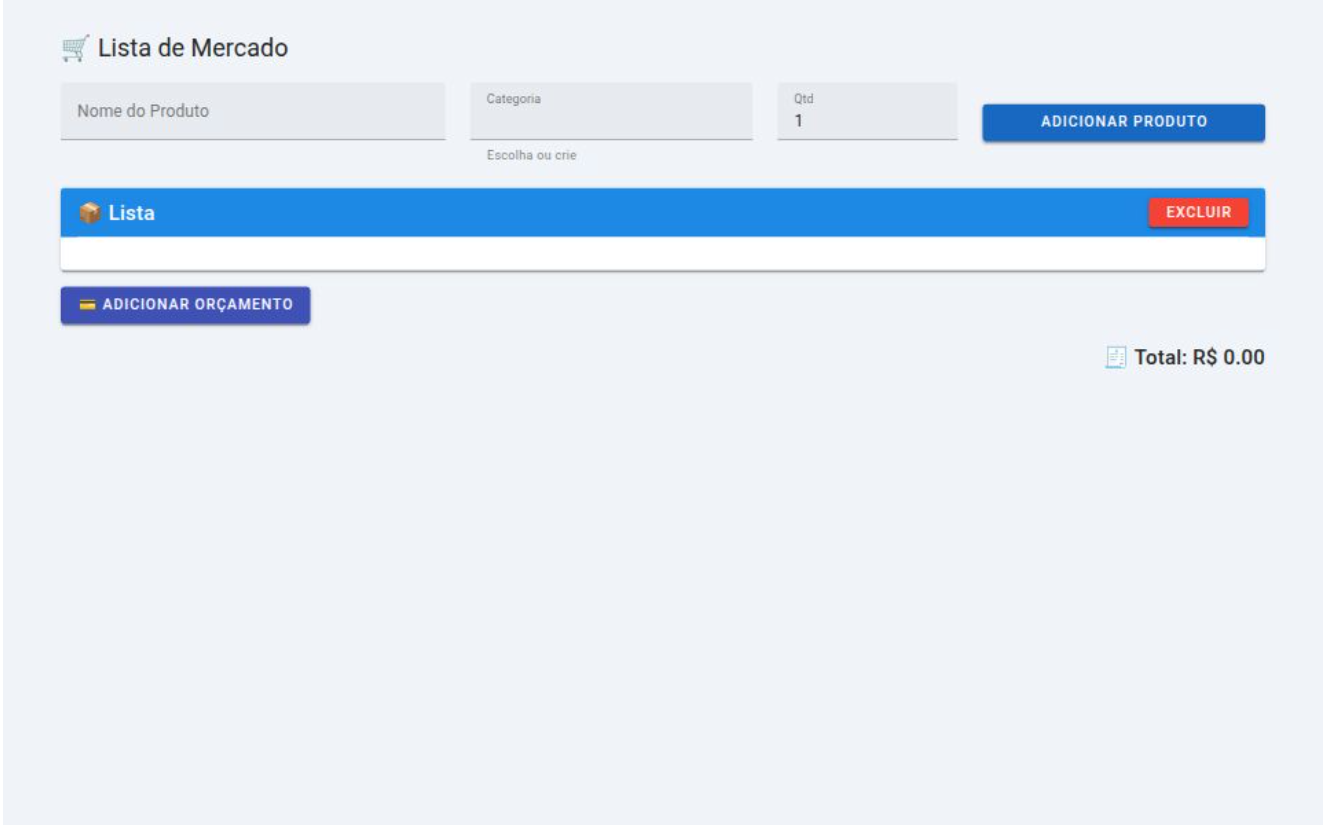 🛒 Lista de Mercado
Nome do Produto
Categoria
Qtd
1
ADICIONAR PRODUTO
Escolha ou crie
📦 Lista
EXCLUIR
💳 ADICIONAR ORÇAMENTO
🧾 Total: R$ 0.00